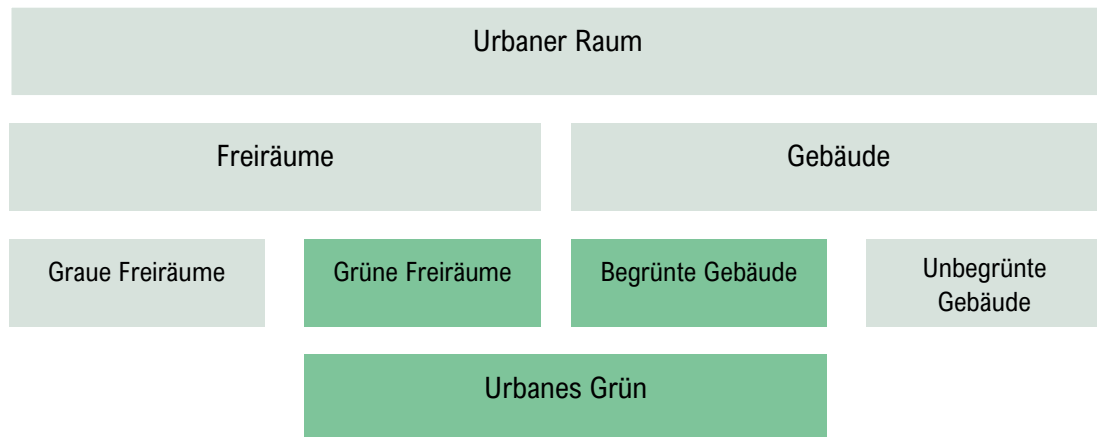 Urbaner Raum
Freiräume
Gebäude
Graue Freiräume
Grüne Freiräume
Begrünte Gebäude
Unbegrünte
Gebäude
Urbanes Grün